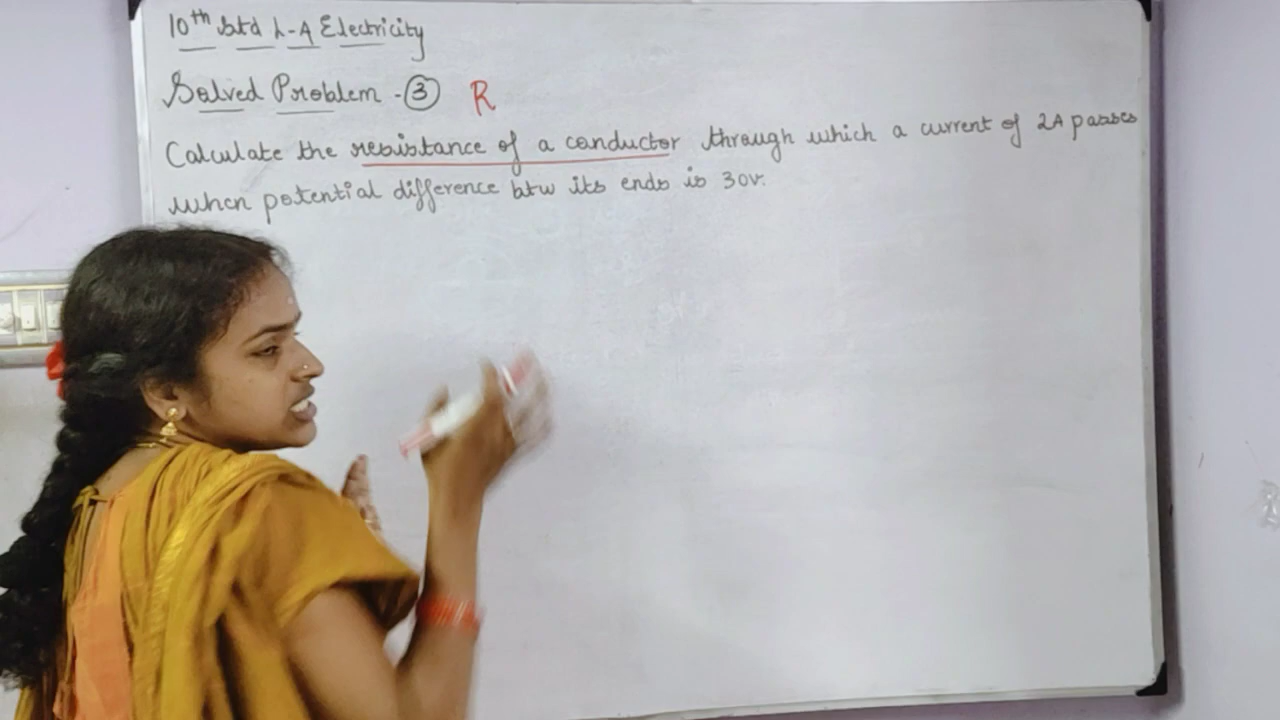 10th std L-4 Electricity
Solved Problem - 3 R
Calculate the resistance of a conductor through which a current of 2A passes
when potential difference btw its ends is 30v.